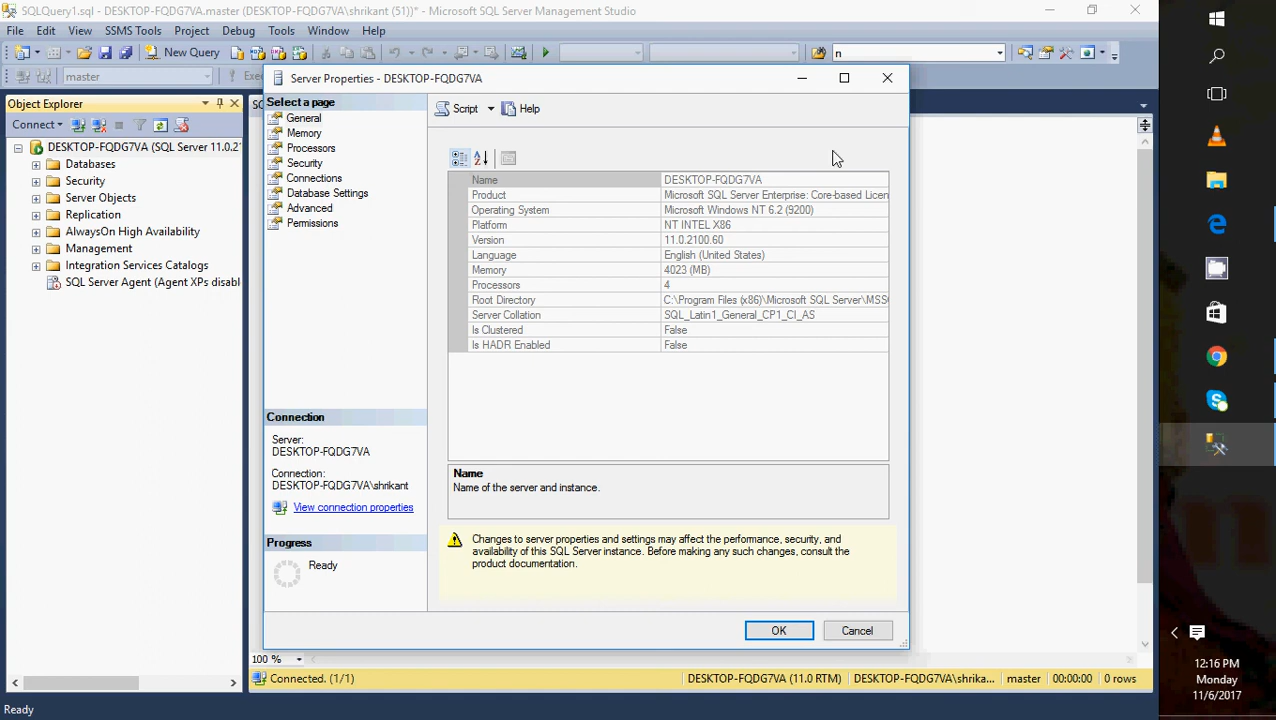 SQLQuery1.sql - DESKTOP-FQDG7VA.master (DESKTOP-FQDG7VA\shrikant (51))* - Microsoft SQL Server Management Studio
File Edit View SSMS Tools Project Debug Tools Window Help
New Query
n
master
Exec
Object Explorer
Connect
DESKTOP-FQDG7VA (SQL Server 11.0.2
Databases
Security
Server Objects
Replication
AlwaysOn High Availability
Management
Integration Services Catalogs
SQL Server Agent (Agent XPs disabl
Server Properties - DESKTOP-FQDG7VA
Select a page
General
Memory
Processors
Security
Connections
Database Settings
Advanced
Permissions
Connection
Server:
DESKTOP-FQDG7VA
Connection:
DESKTOP-FQDG7VA\shrikant
View connection properties
Progress
Ready
Script Help
Name DESKTOP-FQDG7VA
Product Microsoft SQL Server Enterprise: Core-based Licen
Operating System Microsoft Windows NT 6.2 (9200)
Platform NT INTEL X86
Version 11.0.2100.60
Language English (United States)
Memory 4023 (MB)
Processors 4
Root Directory C:\Program Files (x86)\Microsoft SQL Server\MSS
Server Collation SQL_Latin1_General_CP1_CI_AS
Is Clustered False
Is HADR Enabled False
Name
Name of the server and instance.
Changes to server properties and settings may affect the performance, security, and
availability of this SQL Server instance. Before making any such changes, consult the
product documentation.
OK Cancel
100 %
Connected. (1/1) DESKTOP-FQDG7VA (11.0 RTM) DESKTOP-FQDG7VA\shrika... master 00:00:00 0 rows
Ready
12:16 PM
Monday
11/6/2017